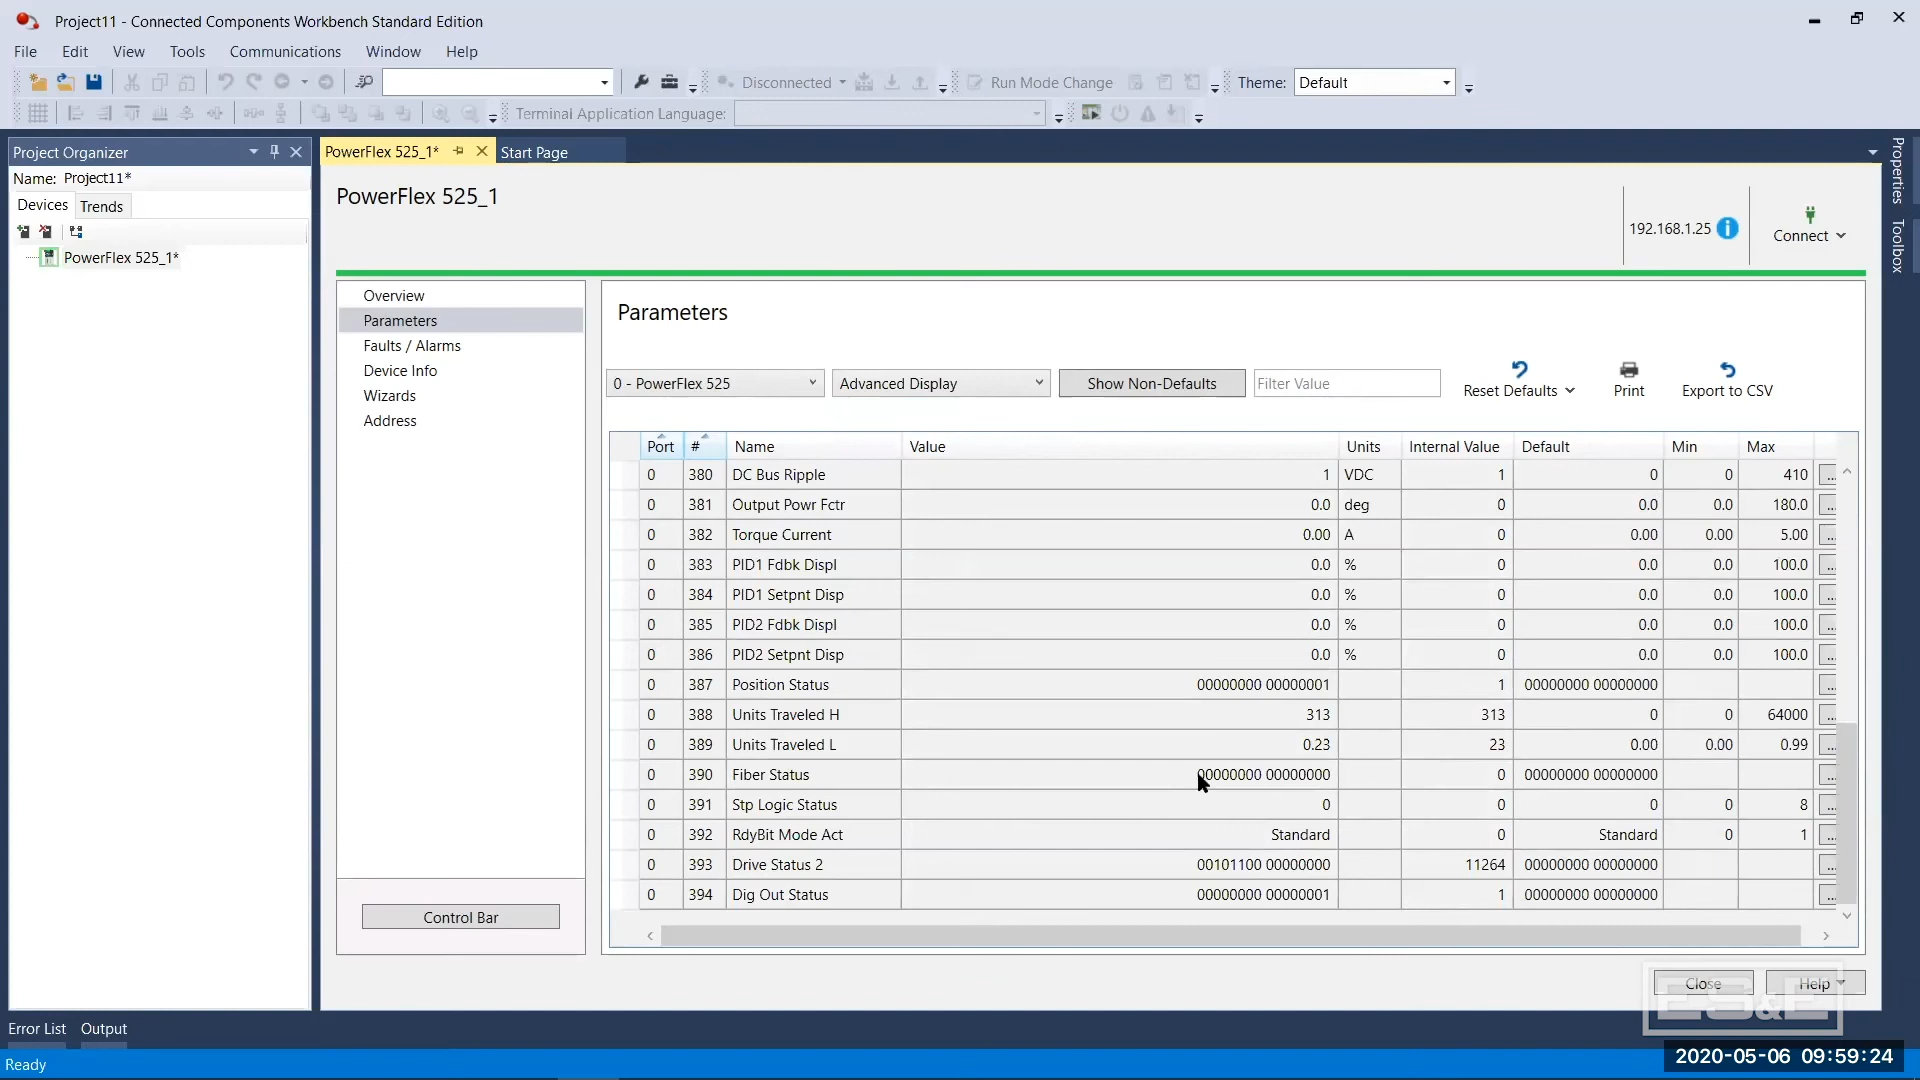 Project11 - Connected Components Workbench Standard Edition
File Edit View Tools Communications Window Help
Disconnected Run Mode Change Theme: Default
Terminal Application Language:
Project Organizer
Name: Project11*
Devices Trends
PowerFlex 525_1*
PowerFlex 525_1* Start Page
Properties
Toolbox
PowerFlex 525_1
192.168.1.25 Connect
Overview
Parameters
Faults / Alarms
Device Info
Wizards
Address
Control Bar
Parameters
0 - PowerFlex 525 Advanced Display Show Non-Defaults Filter Value Reset Defaults Print Export to CSV
Port # Name Value Units Internal Value Default Min Max
0 380 DC Bus Ripple 1 VDC 1 0 0 410 ...
0 381 Output Powr Fctr 0.0 deg 0 0.0 0.0 180.0 ...
0 382 Torque Current 0.00 A 0 0.00 0.00 5.00 ...
0 383 PID1 Fdbk Displ 0.0 % 0 0.0 0.0 100.0 ...
0 384 PID1 Setpnt Disp 0.0 % 0 0.0 0.0 100.0 ...
0 385 PID2 Fdbk Displ 0.0 % 0 0.0 0.0 100.0 ...
0 386 PID2 Setpnt Disp 0.0 % 0 0.0 0.0 100.0 ...
0 387 Position Status 00000000 00000001 1 00000000 00000000 ...
0 388 Units Traveled H 313 313 0 0 64000 ...
0 389 Units Traveled L 0.23 23 0.00 0.00 0.99 ...
0 390 Fiber Status 00000000 00000000 0 00000000 00000000 ...
0 391 Stp Logic Status 0 0 0 0 8 ...
0 392 RdyBit Mode Act Standard 0 Standard 0 1 ...
0 393 Drive Status 2 00101100 00000000 11264 00000000 00000000 ...
0 394 Dig Out Status 00000000 00000001 1 00000000 00000000 ...
Close Help
ES&E
Error List Output
Ready
2020-05-06 09:59:24